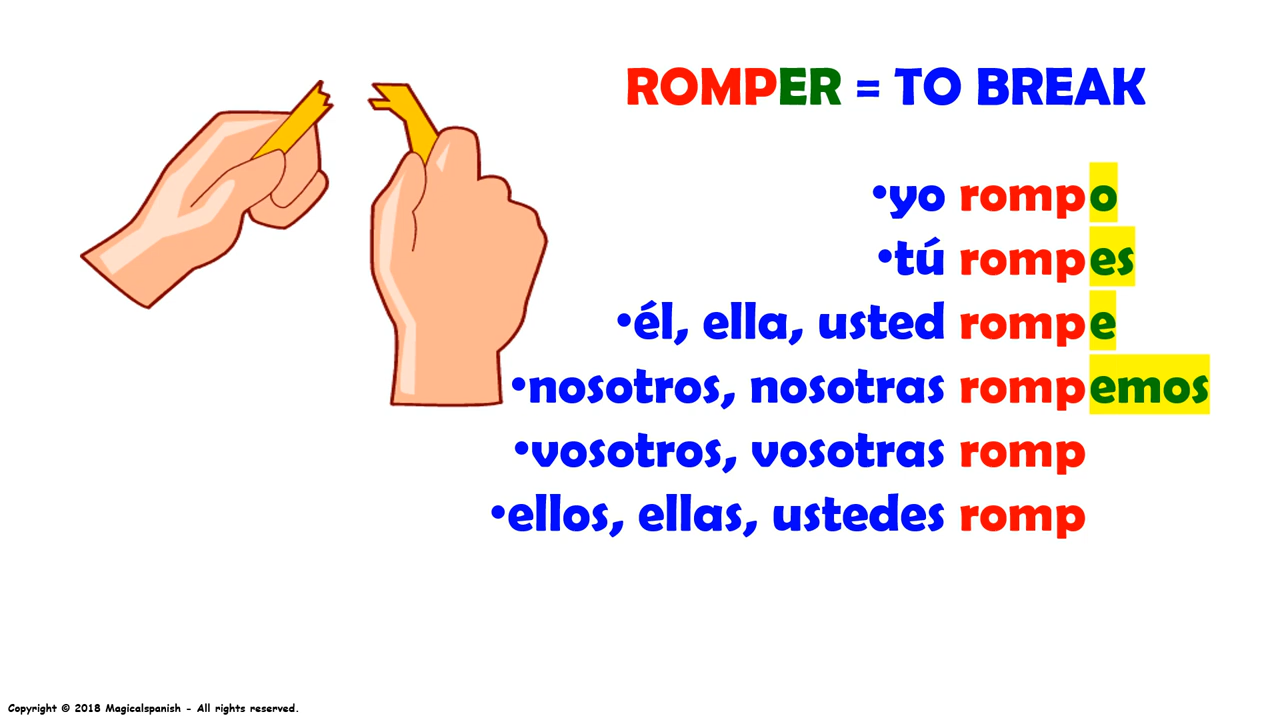 ROMPER = TO BREAK
•yo rompo
•tú rompes
•él, ella, usted rompe
•nosotros, nosotras rompemos
•vosotros, vosotras romp
•ellos, ellas, ustedes romp
Copyright © 2018 Magicalspanish - All rights reserved.